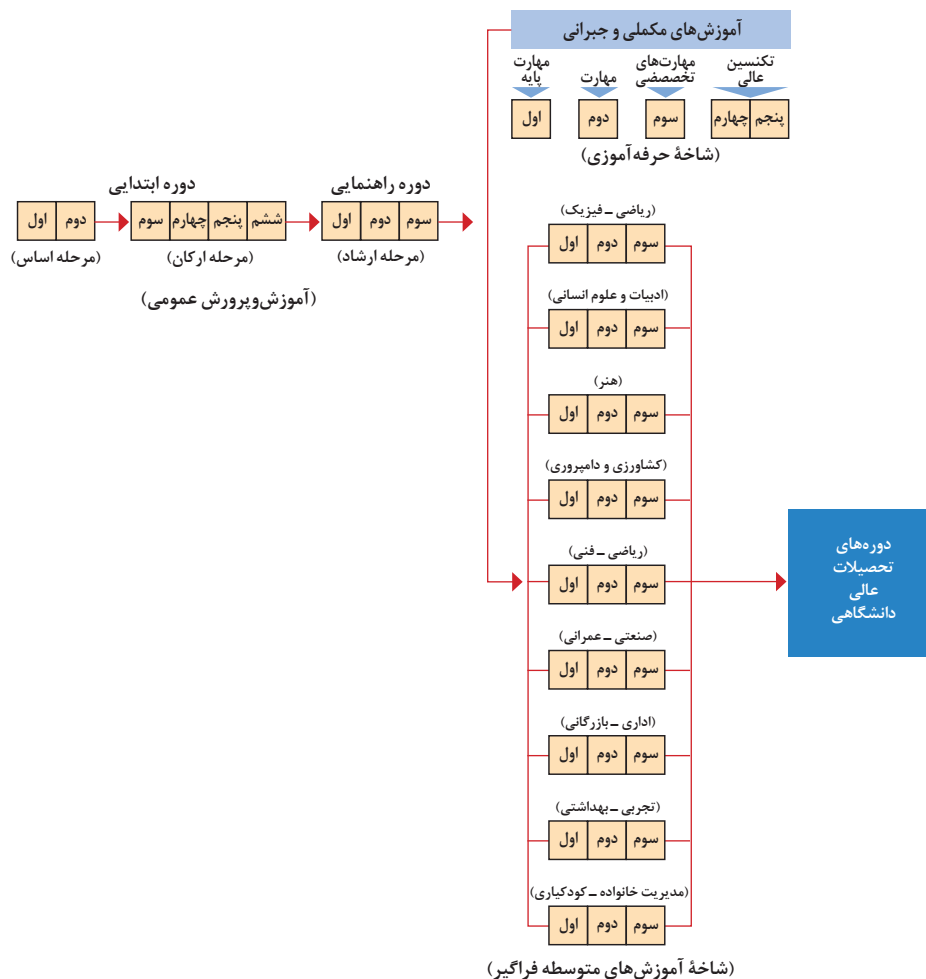 آموزش‌های مکملی و جبرانی
مهارت پایه
مهارت
مهارت‌های تخصصی
تکنسین عالی
اول
دوم
سوم
چهارم
پنجم
(شاخهٔ حرفه‌آموزی)
دوره ابتدایی
دوره راهنمایی
اول
دوم
سوم
چهارم
پنجم
ششم
اول
دوم
سوم
(مرحله اساس)
(مرحله ارکان)
(مرحله ارشاد)
(آموزش‌وپرورش عمومی)
(ریاضی ـ فیزیک)
اول
دوم
سوم
(ادبیات و علوم انسانی)
اول
دوم
سوم
(هنر)
اول
دوم
سوم
(کشاورزی و دامپروری)
اول
دوم
سوم
(ریاضی ـ فنی)
اول
دوم
سوم
(صنعتی ـ عمرانی)
اول
دوم
سوم
(اداری ـ بازرگانی)
اول
دوم
سوم
(تجربی ـ بهداشتی)
اول
دوم
سوم
(مدیریت خانواده ـ کودکیاری)
اول
دوم
سوم
(شاخهٔ آموزش‌های متوسطه فراگیر)
دوره‌های
تحصیلات
عالی
دانشگاهی